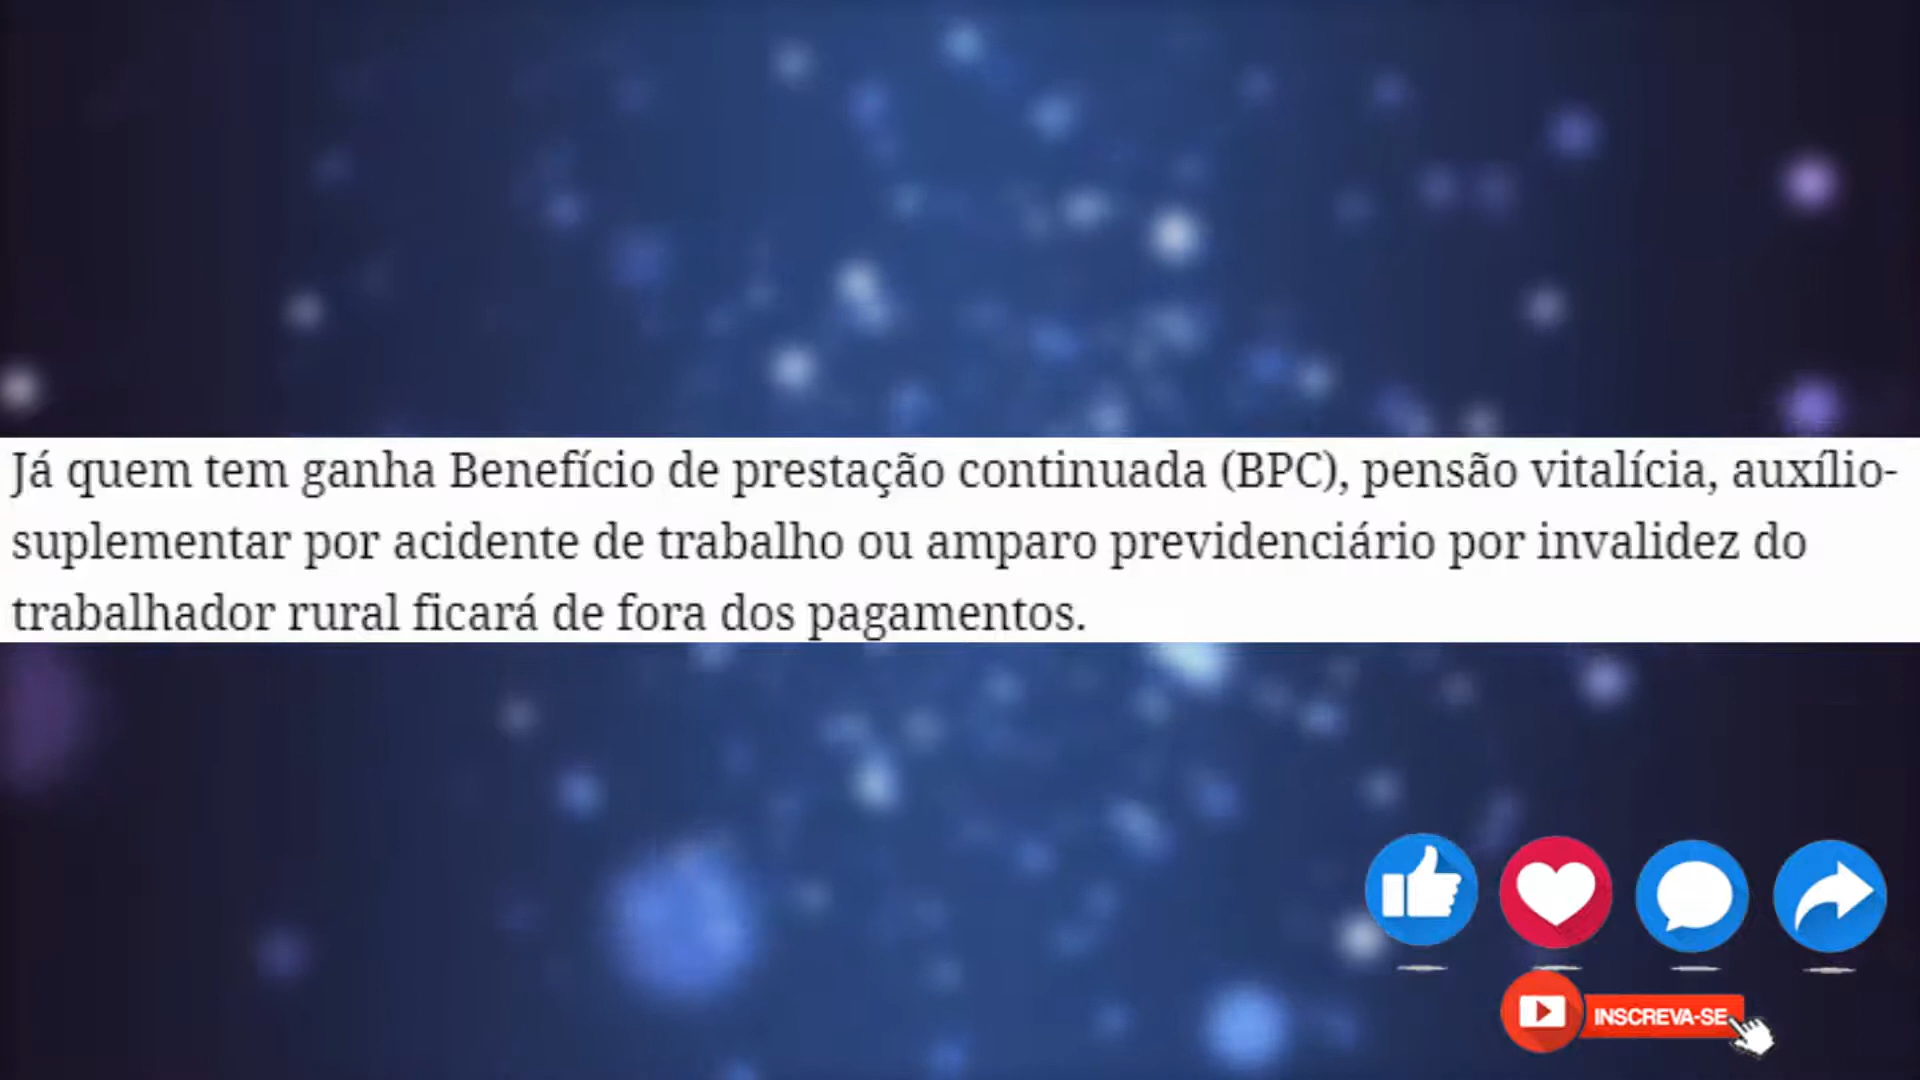 Já quem tem ganha Benefício de prestação continuada (BPC), pensão vitalícia, auxílio-
suplementar por acidente de trabalho ou amparo previdenciário por invalidez do
trabalhador rural ficará de fora dos pagamentos.
INSCREVA-SE